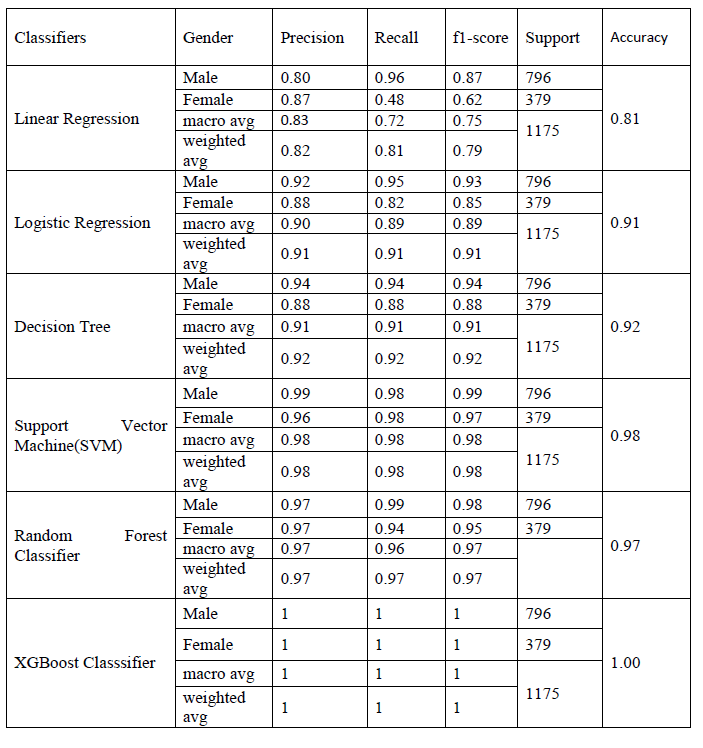 Classifiers Gender Precision Recall f1-score Support Accuracy
Linear Regression Male 0.80 0.96 0.87 796 0.81
Female 0.87 0.48 0.62 379
macro avg 0.83 0.72 0.75 1175
weighted avg 0.82 0.81 0.79
Logistic Regression Male 0.92 0.95 0.93 796 0.91
Female 0.88 0.82 0.85 379
macro avg 0.90 0.89 0.89 1175
weighted avg 0.91 0.91 0.91
Decision Tree Male 0.94 0.94 0.94 796 0.92
Female 0.88 0.88 0.88 379
macro avg 0.91 0.91 0.91 1175
weighted avg 0.92 0.92 0.92
Support Vector Machine(SVM) Male 0.99 0.98 0.99 796 0.98
Female 0.96 0.98 0.97 379
macro avg 0.98 0.98 0.98 1175
weighted avg 0.98 0.98 0.98
Random Forest Classifier Male 0.97 0.99 0.98 796 0.97
Female 0.97 0.94 0.95 379
macro avg 0.97 0.96 0.97
weighted avg 0.97 0.97 0.97
XGBoost Classsifier Male 1 1 1 796 1.00
Female 1 1 1 379
macro avg 1 1 1 1175
weighted avg 1 1 1